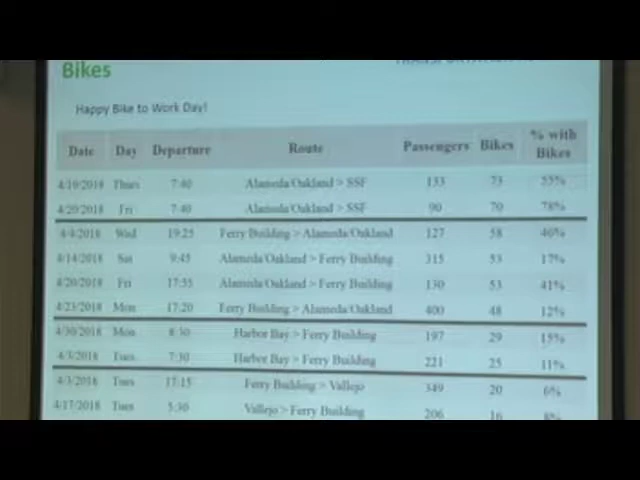 Bikes
Happy Bike to Work Day!
Date Day Departure Route Passengers Bikes % with Bikes
4/19/2018 Thurs 7:40 Alameda/Oakland > SSF 133 73 55%
4/20/2018 Fri 7:40 Alameda/Oakland > SSF 90 70 78%
4/4/2018 Wed 19:25 Ferry Building > Alameda/Oakland 127 58 46%
4/14/2018 Sat 9:45 Alameda/Oakland > Ferry Building 315 53 17%
4/20/2018 Fri 17:55 Alameda/Oakland > Ferry Building 130 53 41%
4/23/2018 Mon 17:20 Ferry Building > Alameda/Oakland 400 48 12%
4/30/2018 Mon 8:30 Harbor Bay > Ferry Building 197 29 15%
4/3/2018 Tues 7:30 Harbor Bay > Ferry Building 221 25 11%
4/3/2018 Tues 17:15 Ferry Building > Vallejo 349 20 6%
4/17/2018 Tues 5:30 Vallejo > Ferry Building 206 16 8%